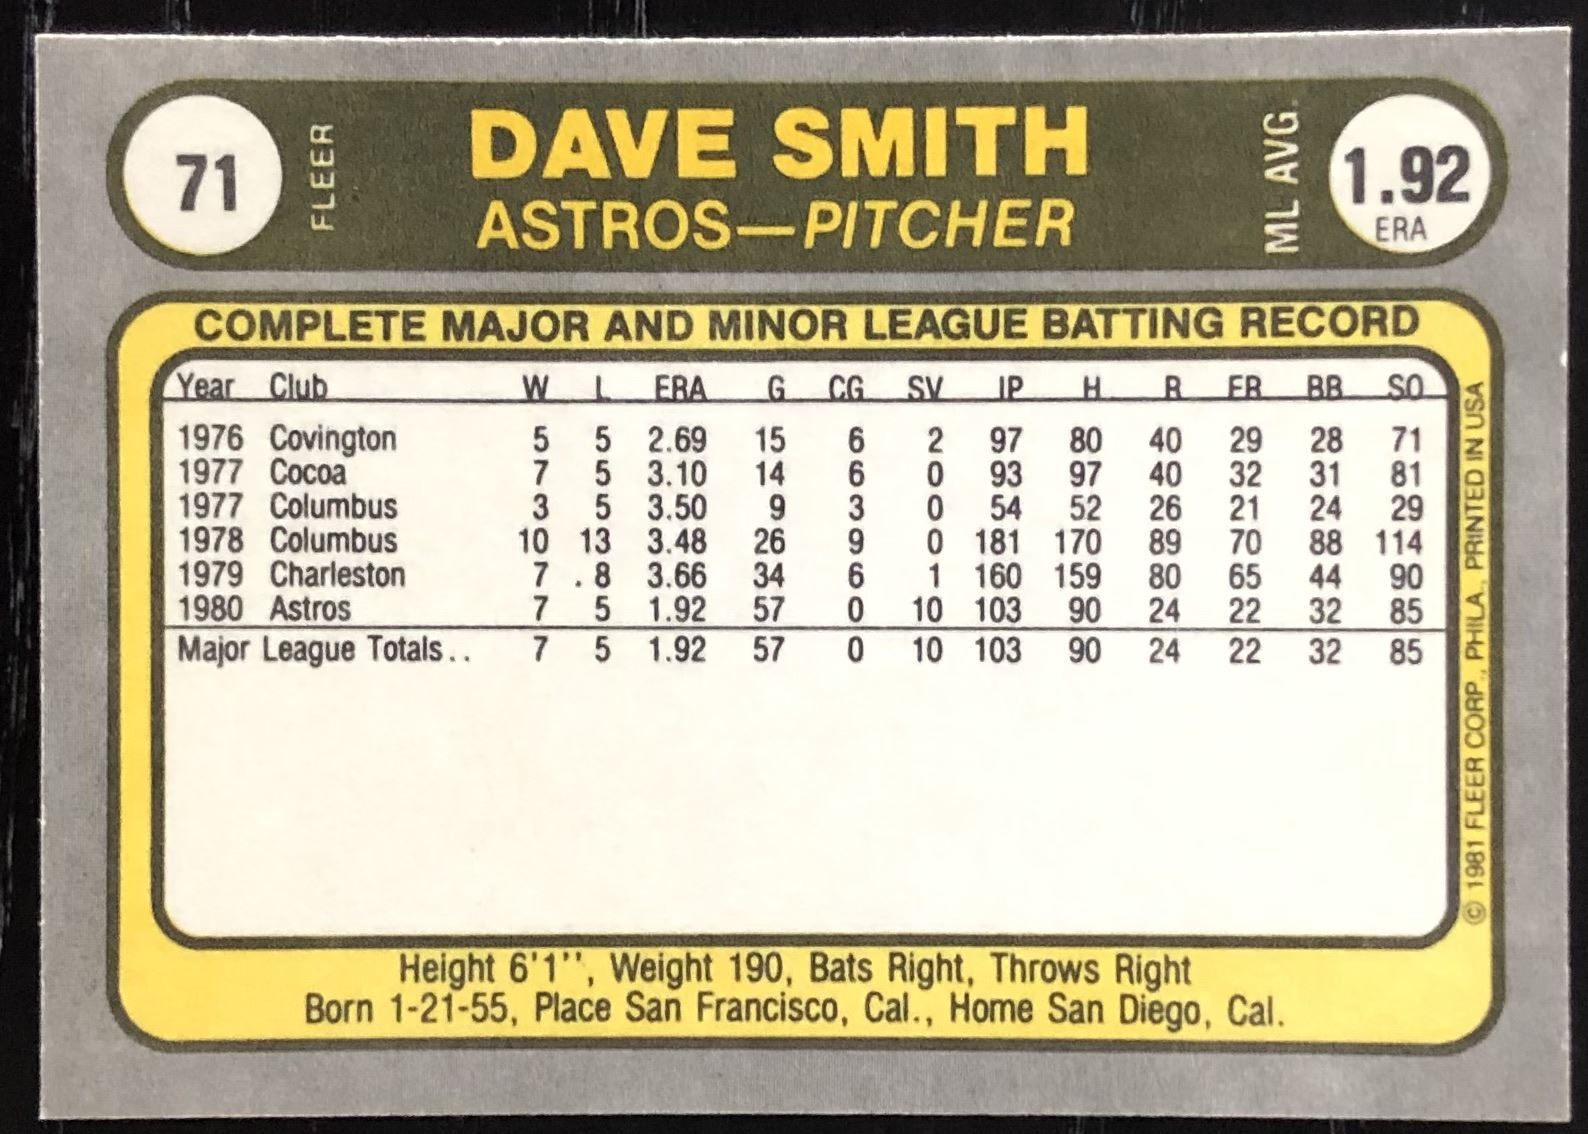 71 FLEER DAVE SMITH ML AVG. 1.92
ASTROS—PITCHER ERA
COMPLETE MAJOR AND MINOR LEAGUE BATTING RECORD
Year Club W L ERA G CG SV IP H R ER BB SO
1976 Covington 5 5 2.69 15 6 2 97 80 40 29 28 71
1977 Cocoa 7 5 3.10 14 6 0 93 97 40 32 31 81
1977 Columbus 3 5 3.50 9 3 0 54 52 26 21 24 29
1978 Columbus 10 13 3.48 26 9 0 181 170 89 70 88 114
1979 Charleston 7 . 8 3.66 34 6 1 160 159 80 65 44 90
1980 Astros 7 5 1.92 57 0 10 103 90 24 22 32 85
Major League Totals.. 7 5 1.92 57 0 10 103 90 24 22 32 85
© 1981 FLEER CORP., PHILA., PRINTED IN USA
Height 6'1'', Weight 190, Bats Right, Throws Right
Born 1-21-55, Place San Francisco, Cal., Home San Diego, Cal.